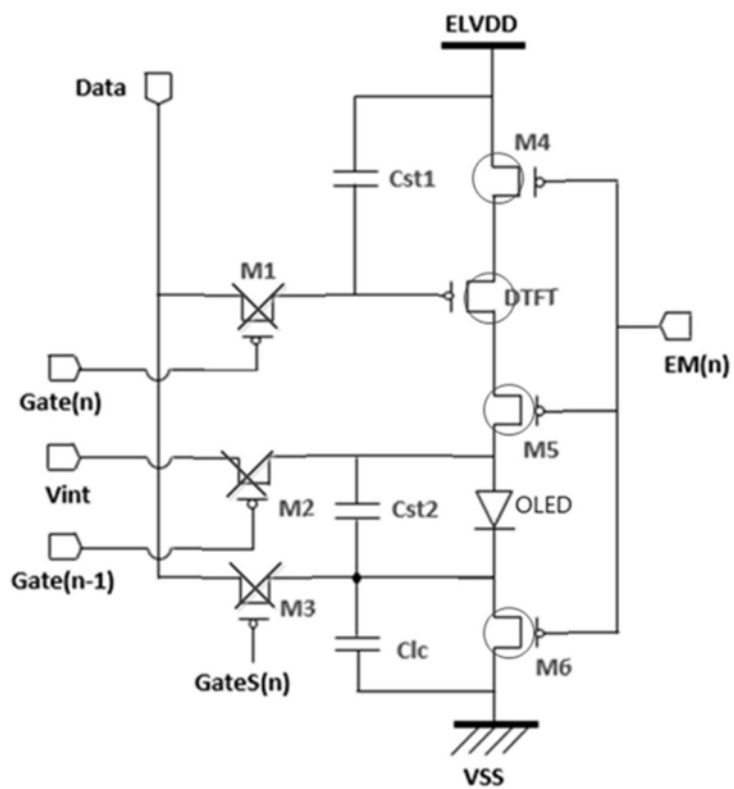 ELVDD
Data
M4
Cst1
M1
DTFT
EM(n)
Gate(n)
M5
Vint
M2
Cst2
OLED
Gate(n-1)
M3
Clc
M6
GateS(n)
VSS